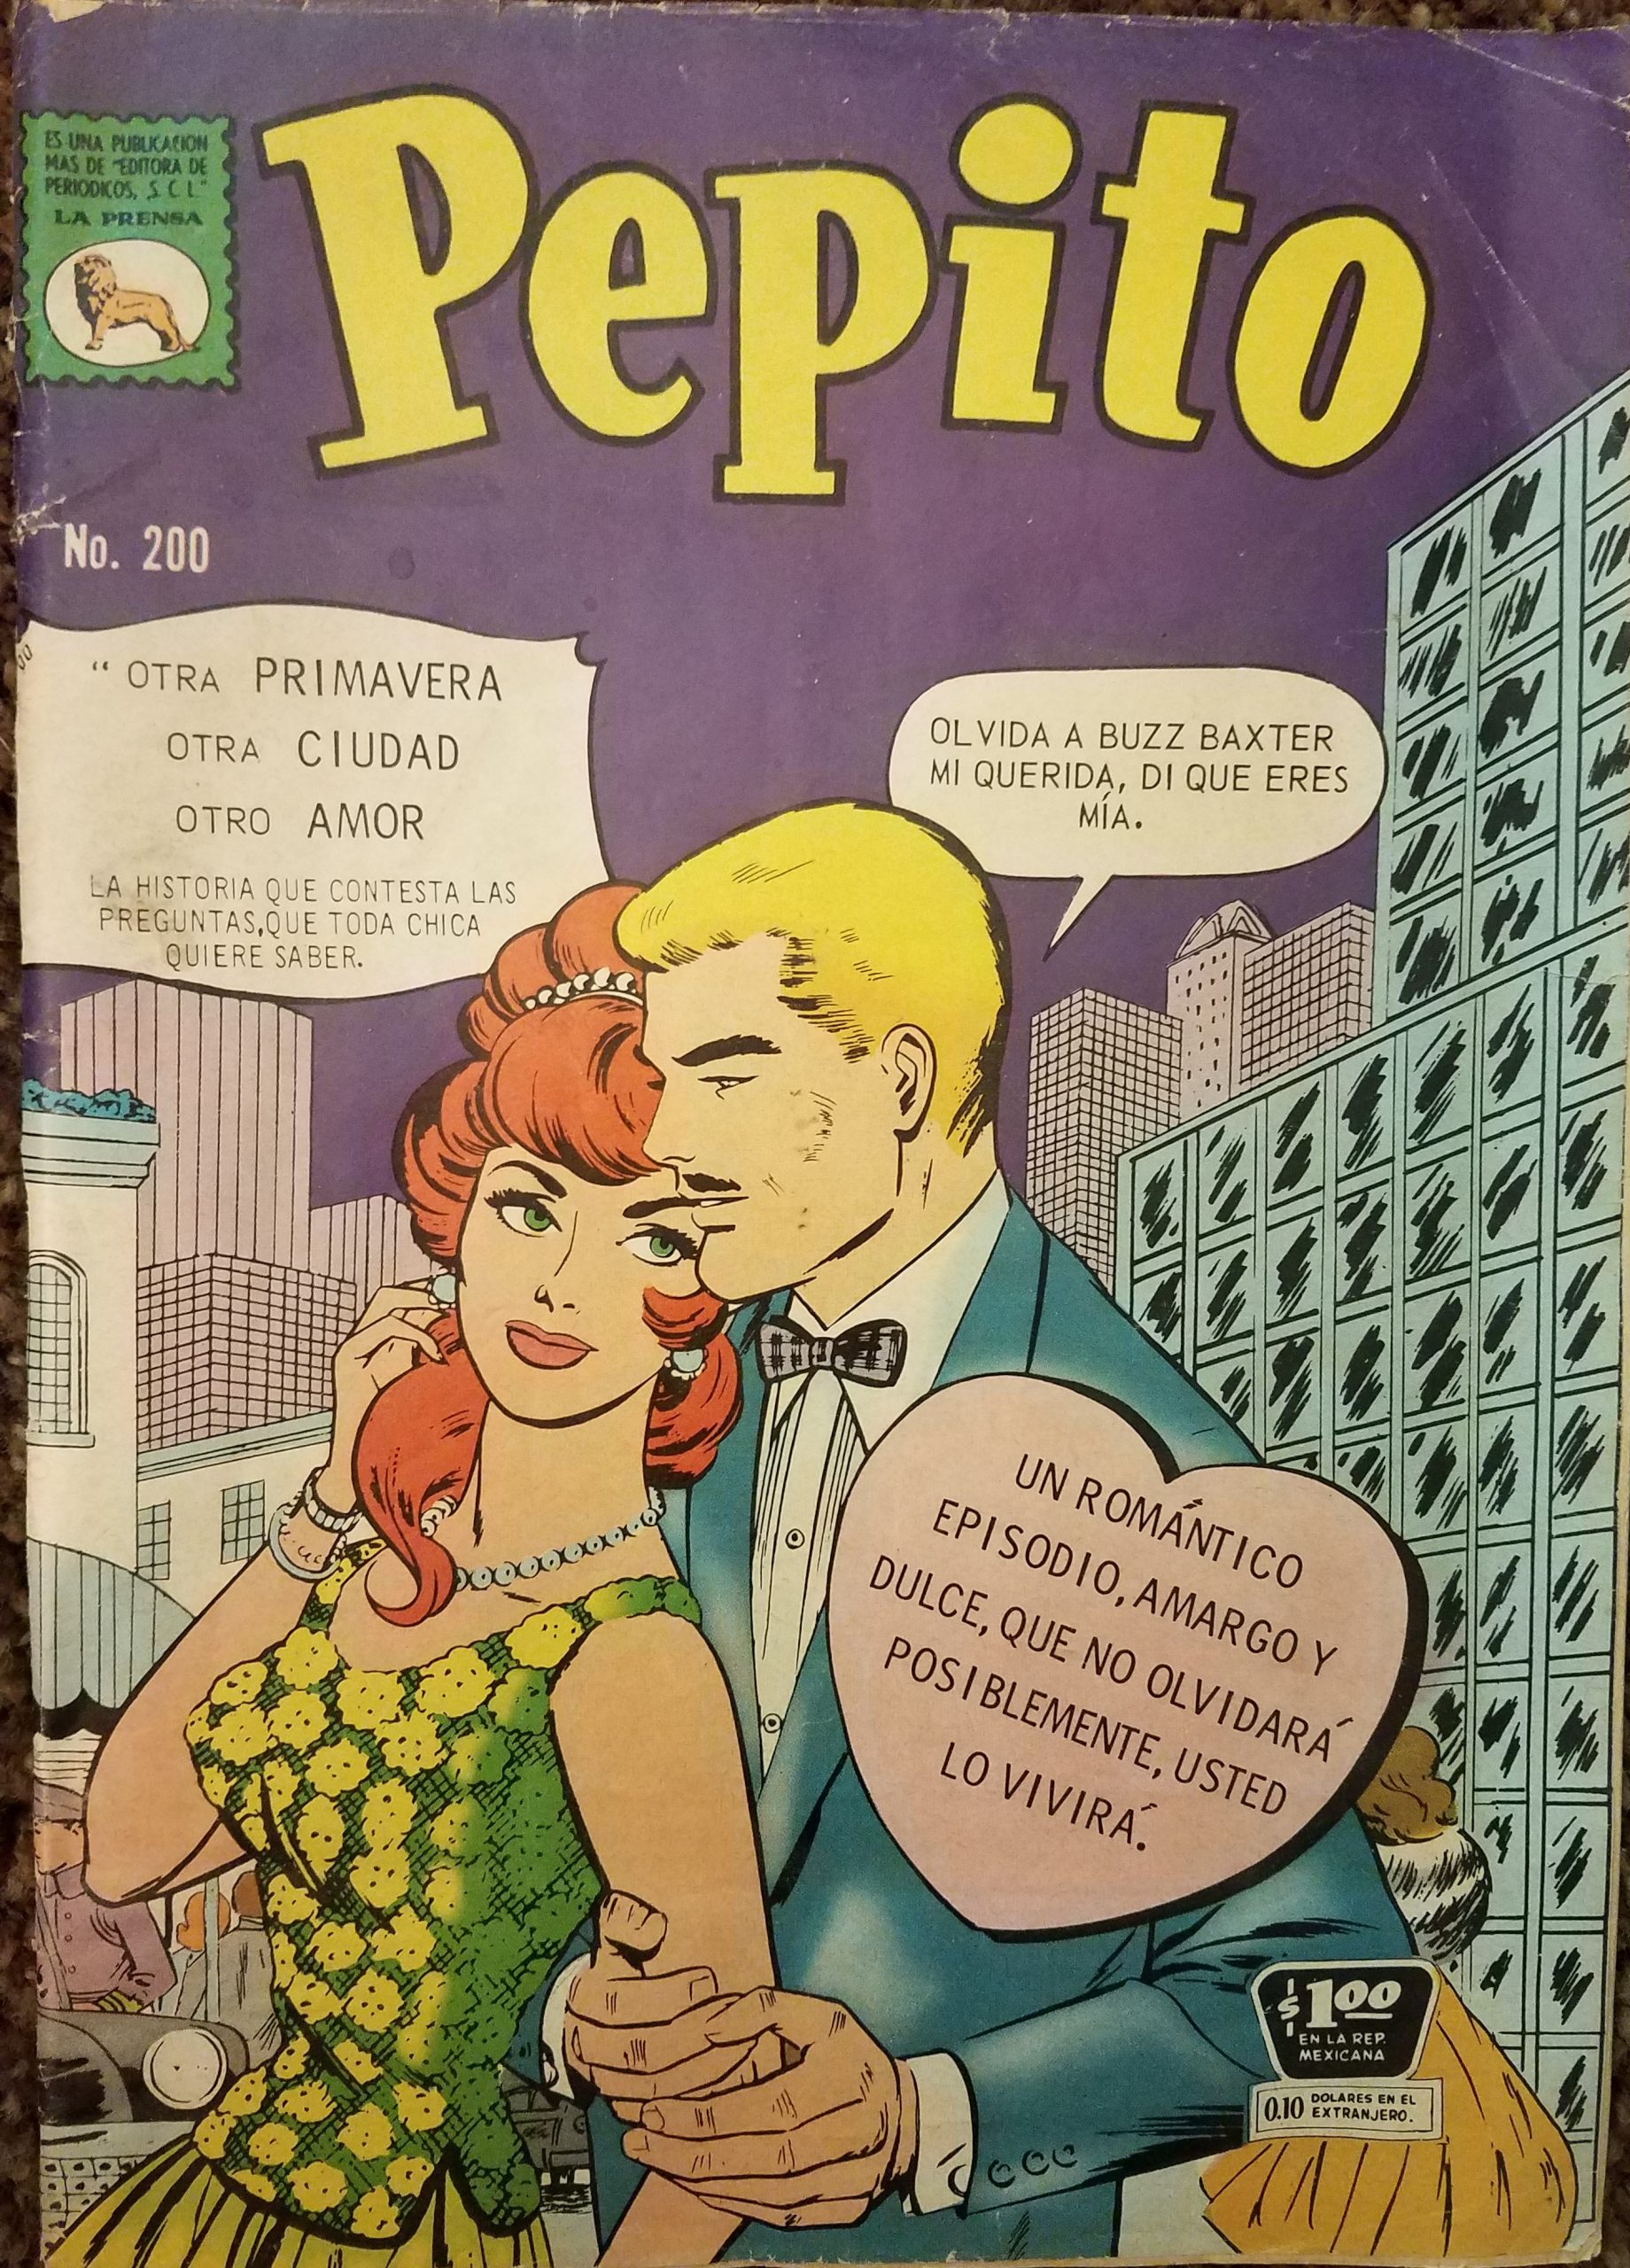 ES UNA PUBLICACION
MAS DE "EDITORA DE
PERIODICOS, S. C. L."
LA PRENSA
Pepito
No. 200
"OTRA PRIMAVERA
OTRA CIUDAD
OTRO AMOR
LA HISTORIA QUE CONTESTA LAS
PREGUNTAS,QUE TODA CHICA
QUIERE SABER.
OLVIDA A BUZZ BAXTER
MI QUERIDA, DI QUE ERES
MÍA.
UN ROMÁNTICO
EPISODIO, AMARGO Y
DULCE, QUE NO OLVIDARÁ
POSIBLEMENTE, USTED
LO VIVIRÁ.
$1.00
EN LA REP.
MEXICANA
0.10 DOLARES EN EL
EXTRANJERO.